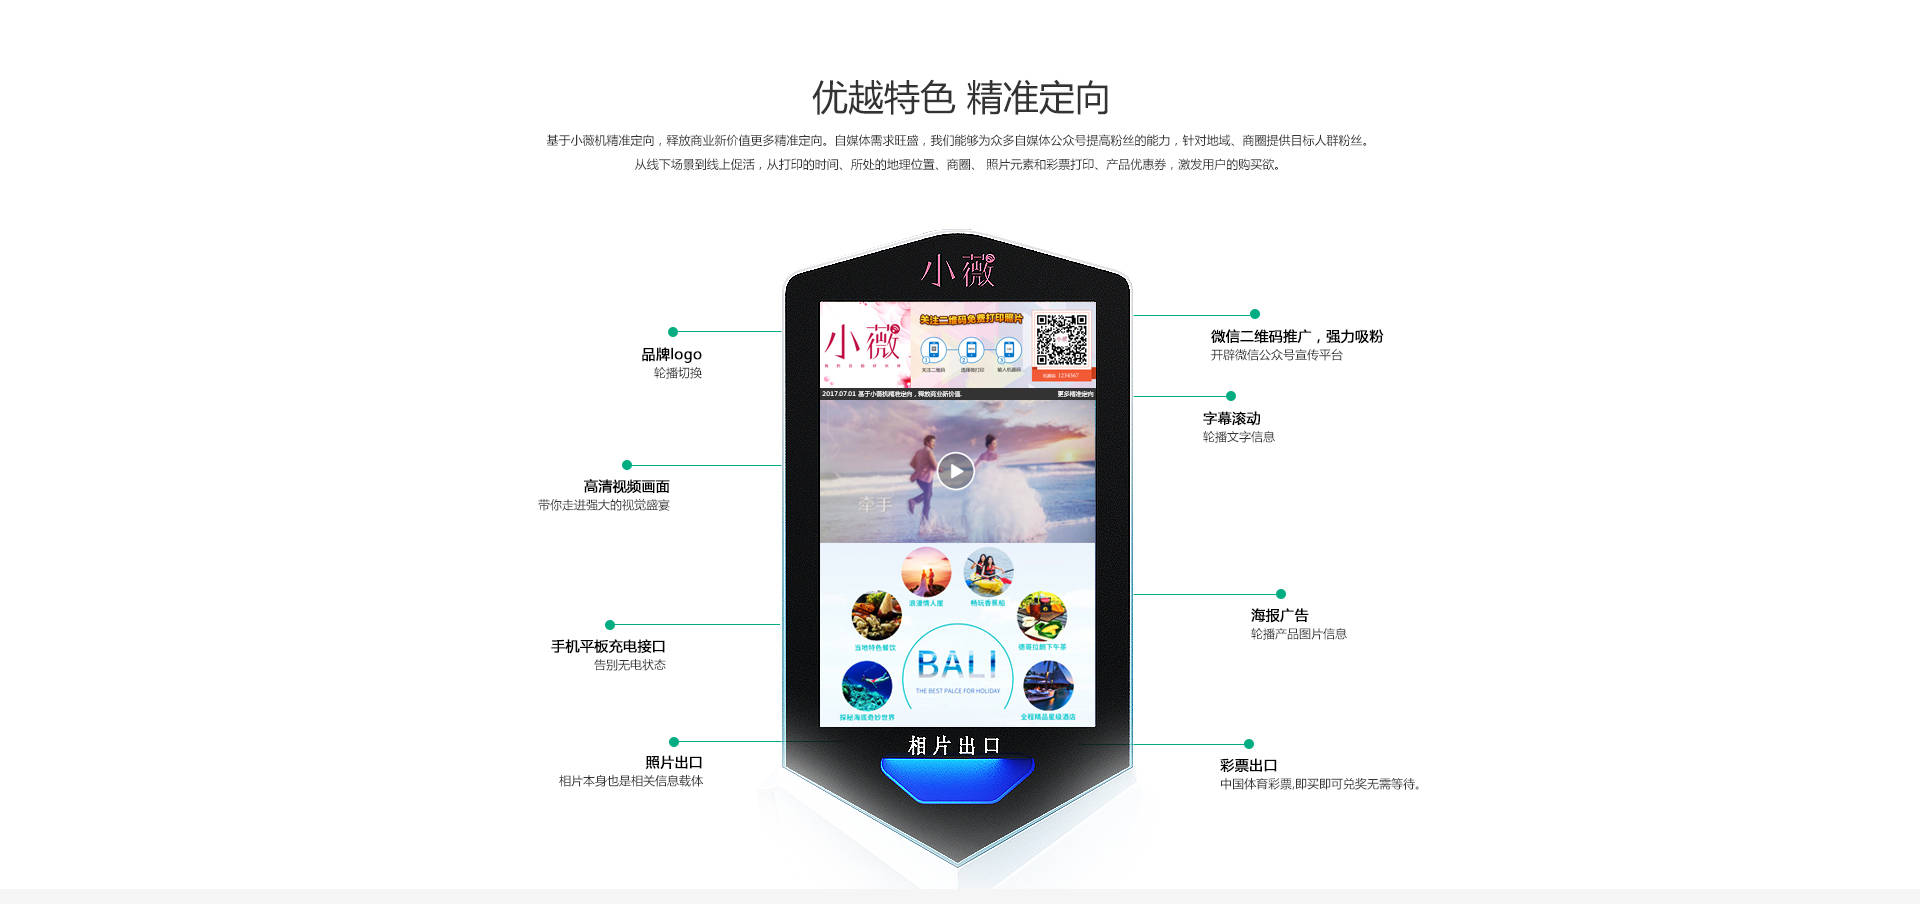 优越特色 精准定向
基于小薇机精准定向，释放商业新价值更多精准定向。自媒体需求旺盛，我们能够为众多自媒体公众号提高粉丝的能力，针对地域、商圈提供目标人群粉丝。
从线下场景到线上促活，从打印的时间、所处的地理位置、商圈、 照片元素和彩票打印、产品优惠券，激发用户的购买欲。
小薇
小薇
关注二维码免费打印照片
1 2 3
关注二维码 选择微打印 输入机器码
机器码 1234567
2017.07.01 基于小薇机精准定向，释放商业新价值. 更多精准定向
牵手
浪漫情人崖
畅玩香蕉船
当地特色餐饮
德哥拉朗下午茶
BALI
THE BEST PALCE FOR HOLIDAY
探秘海底奇妙世界
全程精品星级酒店
相片出口
品牌logo
轮播切换
高清视频画面
带你走进强大的视觉盛宴
手机平板充电接口
告别无电状态
照片出口
相片本身也是相关信息载体
微信二维码推广，强力吸粉
开辟微信公众号宣传平台
字幕滚动
轮播文字信息
海报广告
轮播产品图片信息
彩票出口
中国体育彩票,即买即可兑奖无需等待。